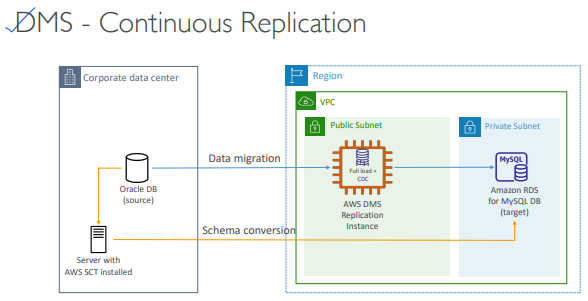 DMS - Continuous Replication
Corporate data center
Region
VPC
Public Subnet
Private Subnet
Data migration
Full load +
CDC
MySQL
Oracle DB
(source)
AWS DMS
Replication
Instance
Amazon RDS
for MySQL DB
(target)
Schema conversion
Server with
AWS SCT installed